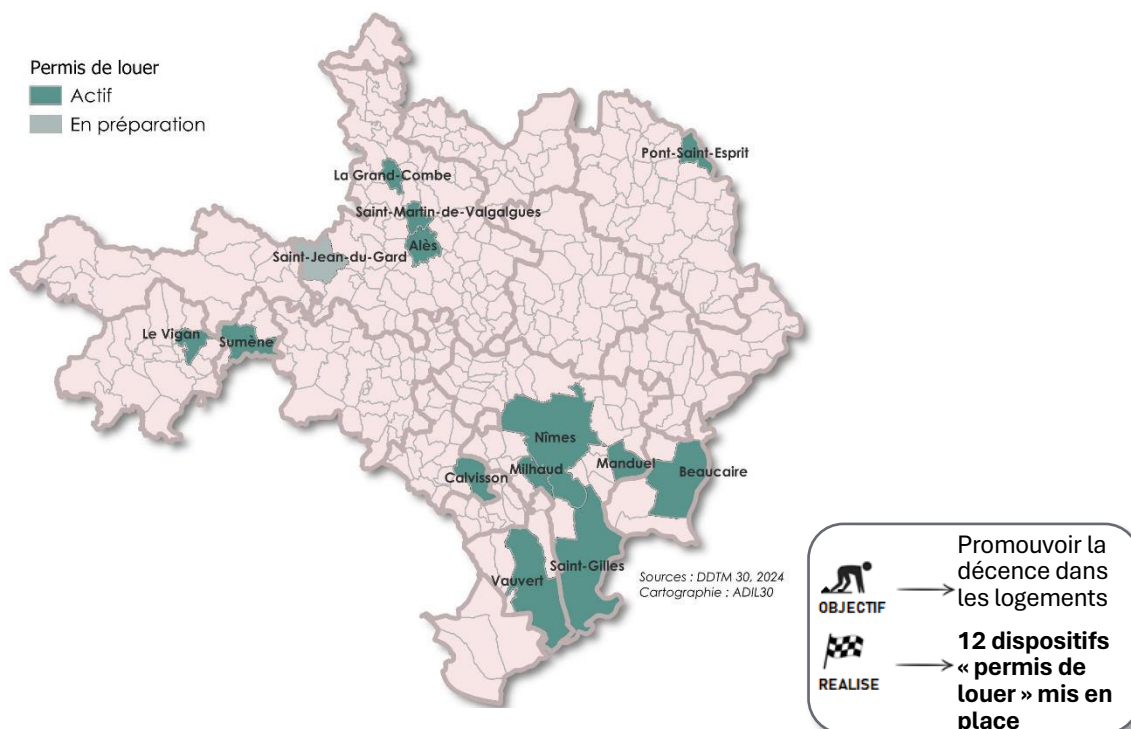 Permis de louer
Actif
En préparation
Pont-Saint-Esprit
La Grand-Combe
Saint-Martin-de-Valgalgues
Alès
Saint-Jean-du-Gard
Le Vigan
Sumène
Nîmes
Manduel
Milhaud
Beaucaire
Calvisson
Saint-Gilles
Vauvert
Sources : DDTM 30, 2024
Cartographie : ADIL30
OBJECTIF
Promouvoir la
décence dans
les logements
REALISE
12 dispositifs
« permis de
louer » mis en
place